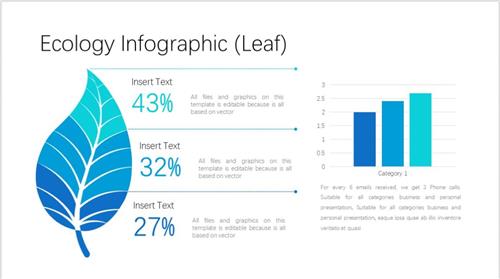 Ecology Infographic (Leaf)
Insert Text
43%
All files and graphics on this
template is editable because is all
based on vector
Insert Text
32%
All files and graphics on this
template is editable because is all
based on vector
Insert Text
27%
All files and graphics on this
template is editable because is all
based on vector
3
2.5
2
1.5
1
0.5
0
Category 1
For every 6 emails received, we get 3 Phone calls
Suitable for all categories business and personal
presentation, Suitable for all categories business and
personal presentation, eaque ipsa quae ab illo inventore
veritatis et quasi